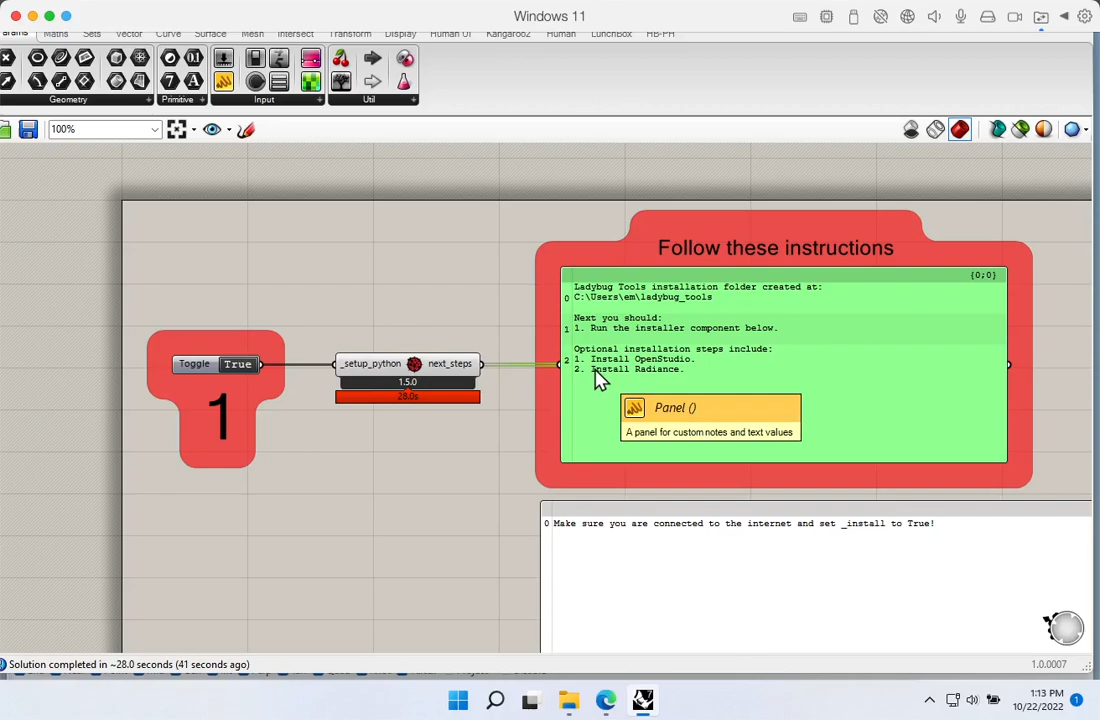 Windows 11
Params Maths Sets Vector Curve Surface Mesh Intersect Transform Display Human UI Kangaroo2 Human LunchBox HB-PH
Geometry + Primitive + Input + Util +
100%
Follow these instructions
{0;0}
Ladybug Tools installation folder created at:
0 C:\Users\em\ladybug_tools
Next you should:
1 1. Run the installer component below.
Optional installation steps include:
2 1. Install OpenStudio.
2. Install Radiance.
Toggle True
_setup_python next_steps
1.5.0
28.0s
1
Panel ()
A panel for custom notes and text values
0 Make sure you are connected to the internet and set _install to True!
Solution completed in ~28.0 seconds (41 seconds ago)
1.0.0007
1:13 PM
10/22/2022
1